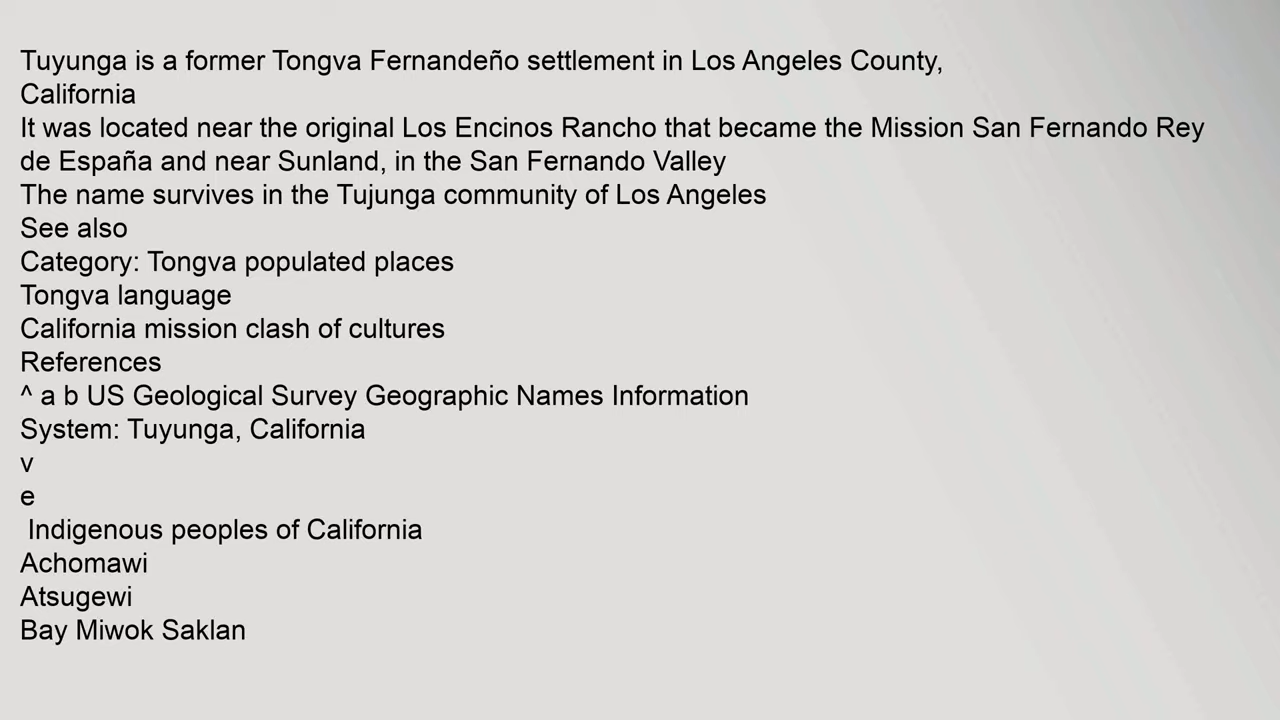 Tuyunga is a former Tongva Fernandeño settlement in Los Angeles County,
California
It was located near the original Los Encinos Rancho that became the Mission San Fernando Rey
de España and near Sunland, in the San Fernando Valley
The name survives in the Tujunga community of Los Angeles
See also
Category: Tongva populated places
Tongva language
California mission clash of cultures
References
^ a b US Geological Survey Geographic Names Information
System: Tuyunga, California
v
e
Indigenous peoples of California
Achomawi
Atsugewi
Bay Miwok Saklan